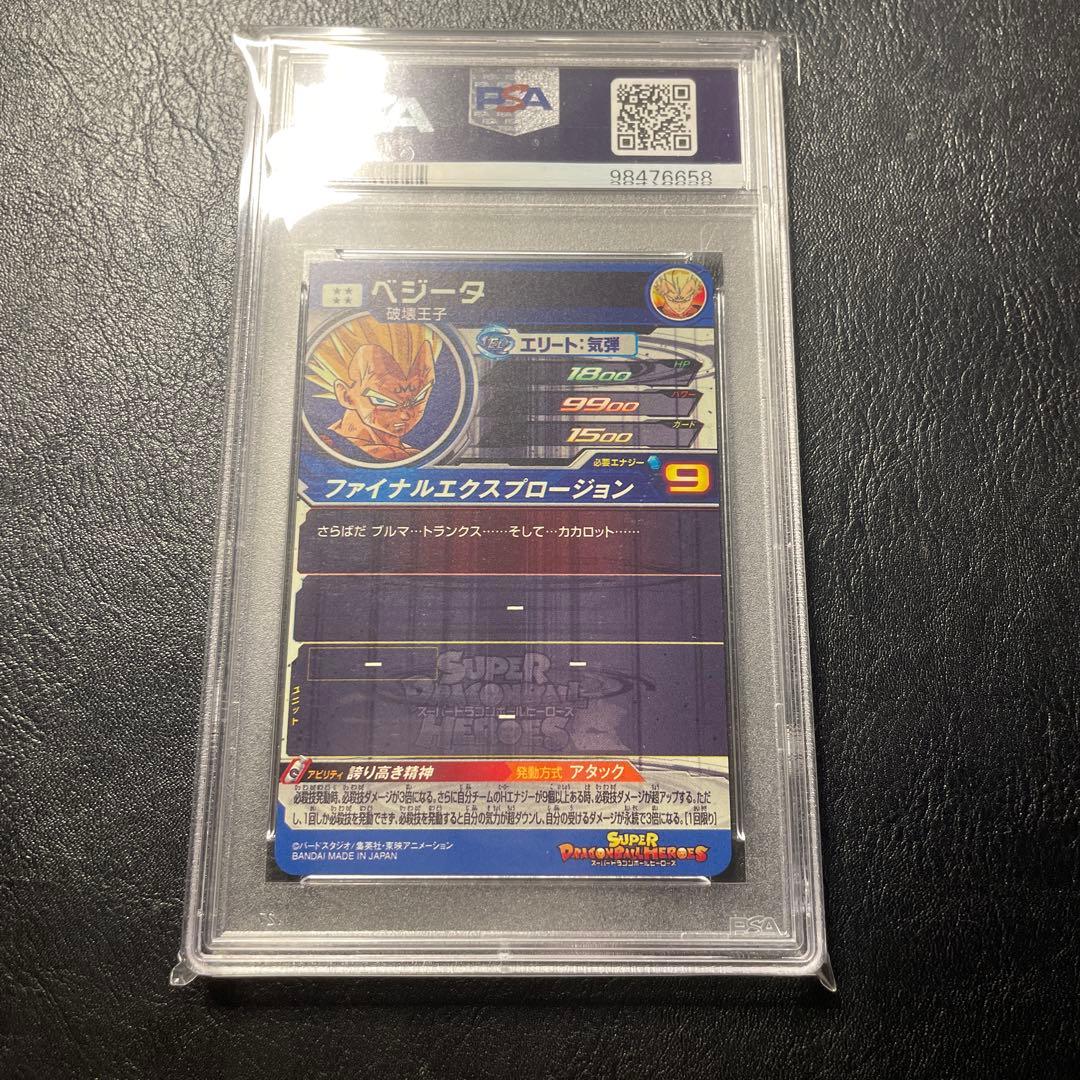 PSA
98476658
ベジータ
破壊王子
エリート:気弾
HP
1800
パワー
9900
ガード
1500
必要エナジー
9
ファイナルエクスプロージョン
さらばだ ブルマ…トランクス……そして…カカロット……
–
– –
SUPER
DRAGONBALL
スーパードラゴンボールヒーローズ
HEROES
–
ユニット
アビリティ 誇り高き精神 発動方式 アタック
必殺技発動時、必殺技ダメージが3倍になる。さらに自分チームのHエナジーが9個以上ある時、必殺技ダメージが超アップする。ただ
し、1回しか必殺技を発動できず、必殺技を発動すると自分の気力が超ダウンし、自分の受けるダメージが永続で3倍になる。[1回限り]
©バードスタジオ/集英社・東映アニメーション
BANDAI MADE IN JAPAN
SUPER
DRAGONBALL HEROES
スーパードラゴンボールヒーローズ
PSA